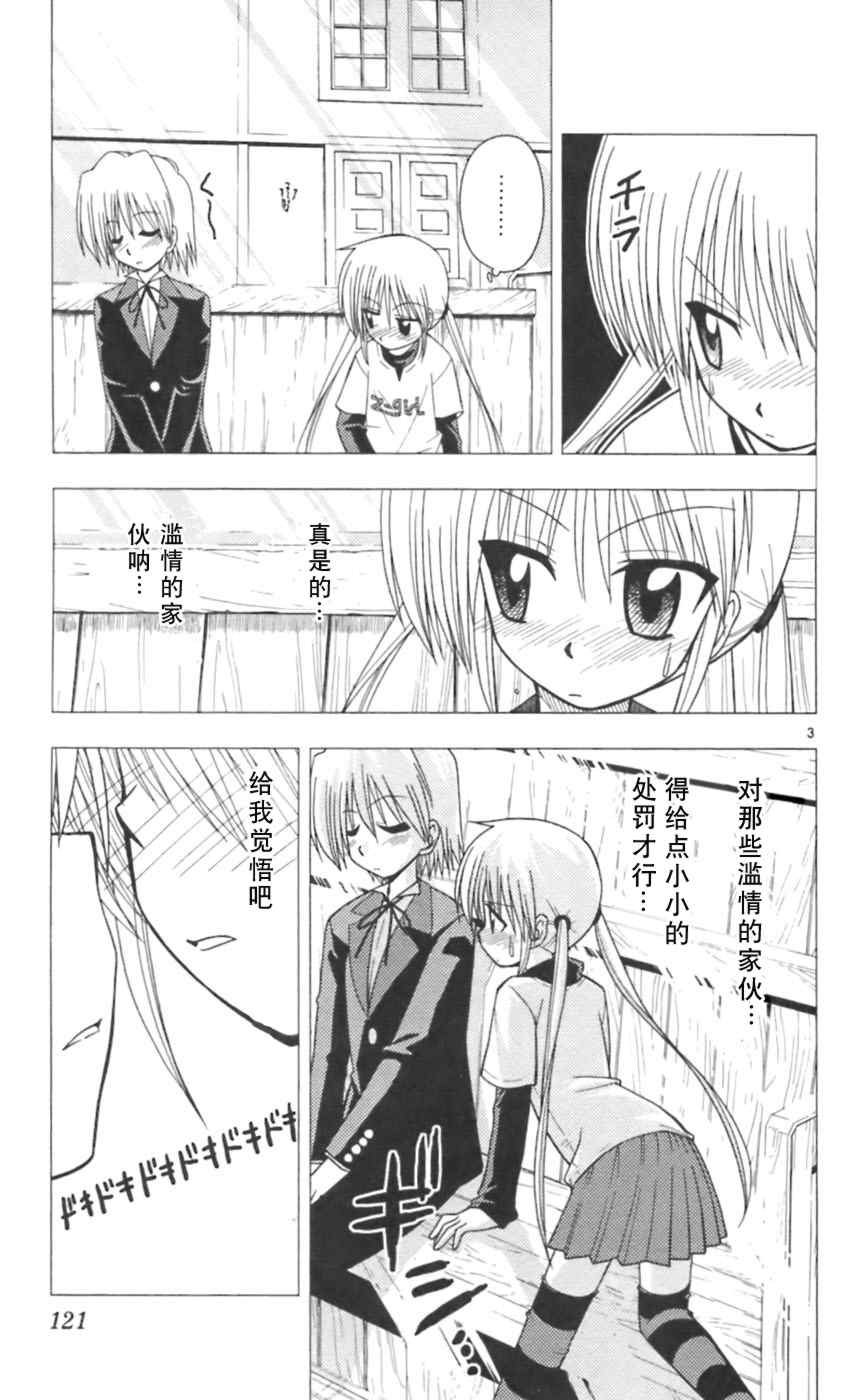 チラ
………
く〜
真是的…
滥情的家
伙呐…
3
对那些滥情的家伙…
得给点小小的
处罚才行…
ギッ
给我觉悟吧
ドキドキドキドキドキドキ
121